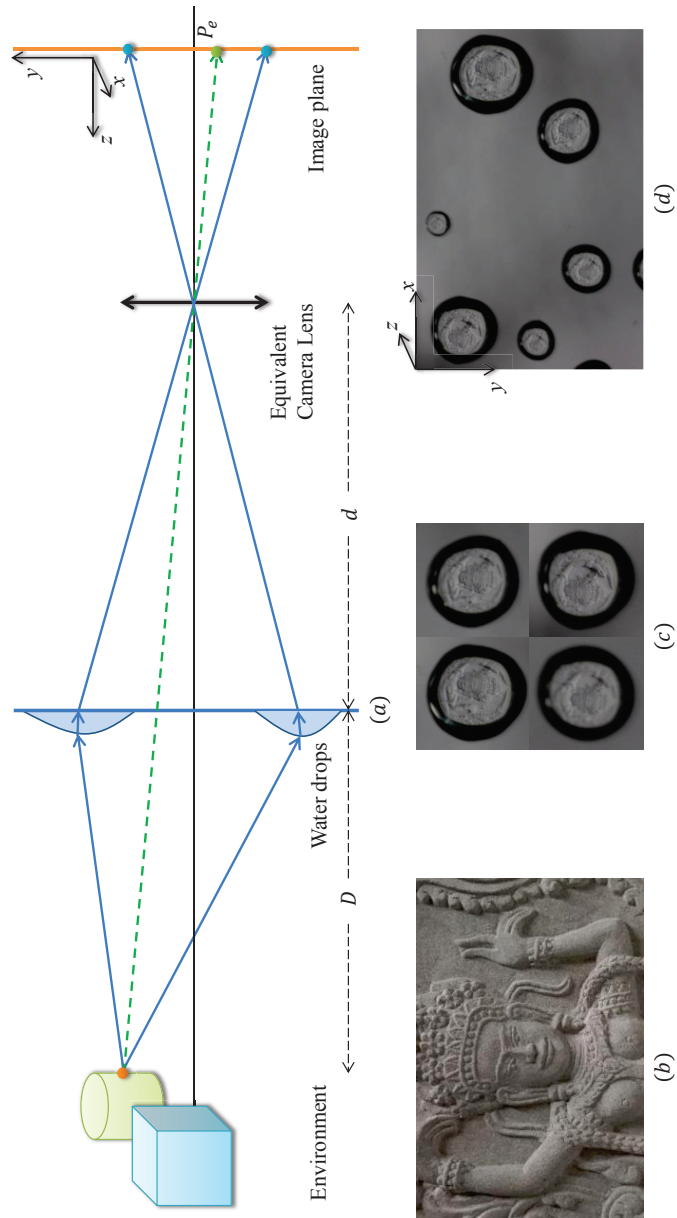 y
x
z
P_e
Image plane
Equivalent
Camera Lens
d
(a)
Water drops
D
Environment
(b)
(c)
x
z
y
(d)